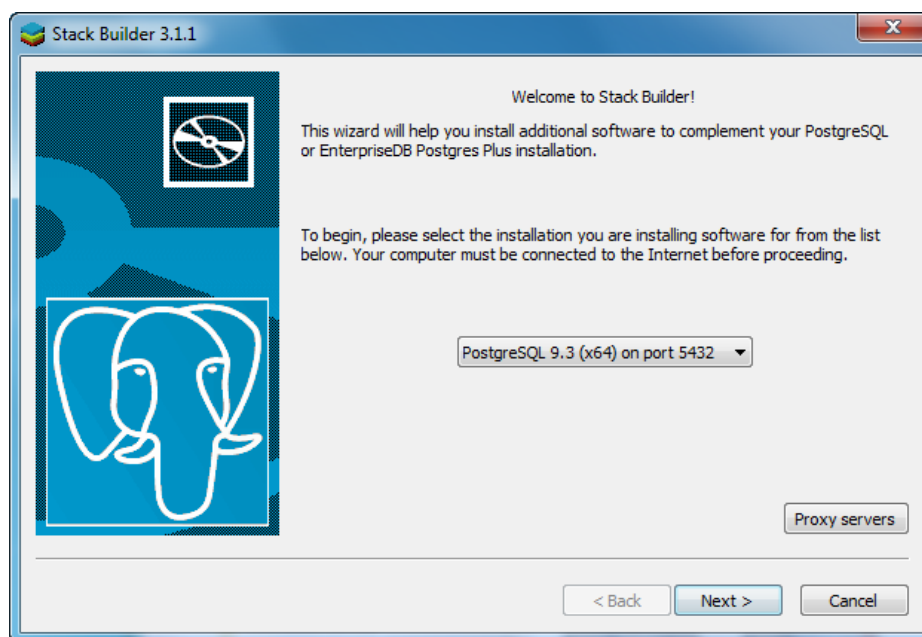 Stack Builder 3.1.1
Welcome to Stack Builder!
This wizard will help you install additional software to complement your PostgreSQL
or EnterpriseDB Postgres Plus installation.
To begin, please select the installation you are installing software for from the list
below. Your computer must be connected to the Internet before proceeding.
PostgreSQL 9.3 (x64) on port 5432
Proxy servers
< Back
Next >
Cancel